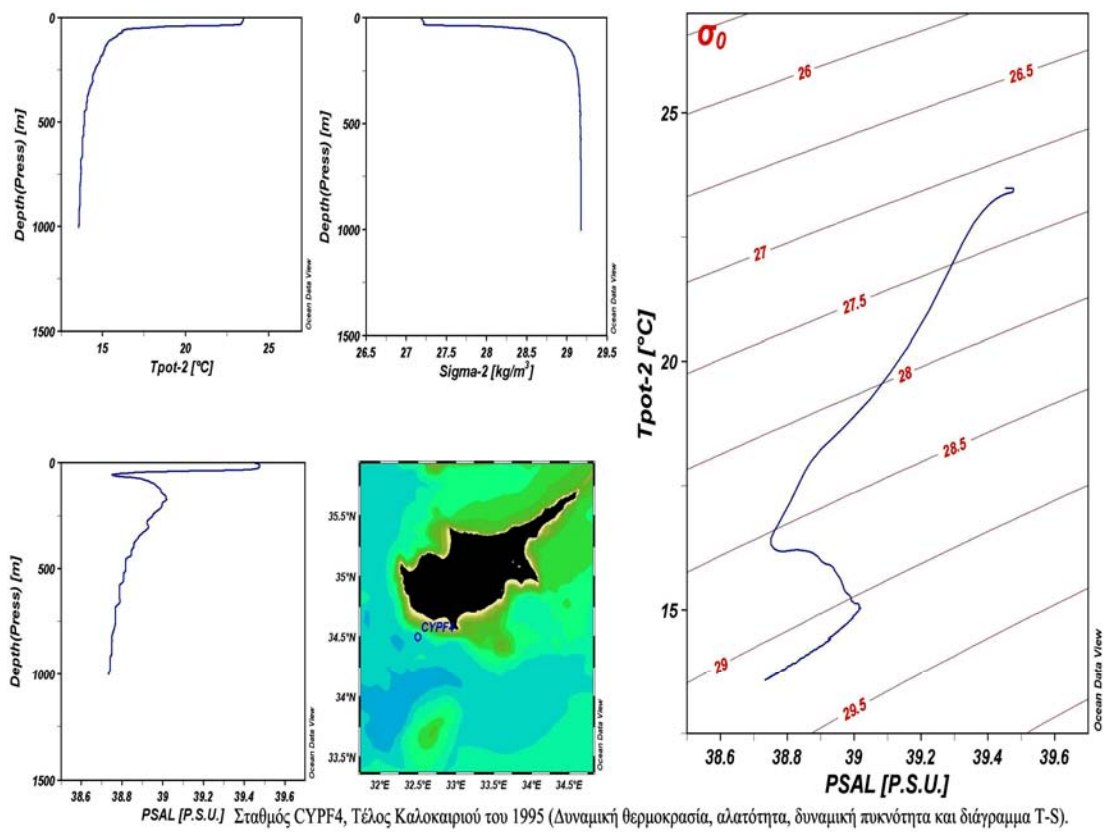 0
500
1000
1500
Depth(Press) [m]
15
20
25
Tpot-2 [°C]
Ocean Data View
0
500
1000
1500
Depth(Press) [m]
26.5
27
27.5
28
28.5
29
29.5
Sigma-2 [kg/m³]
Ocean Data View
σ₀
26
26.5
27
27.5
28
28.5
29
29.5
25
20
15
Tpot-2 [°C]
38.6
38.8
39
39.2
39.4
39.6
PSAL [P.S.U.]
Ocean Data View
0
500
1000
1500
Depth(Press) [m]
38.6
38.8
39
39.2
39.4
39.6
PSAL [P.S.U.]
Ocean Data View
35.5°N
35°N
34.5°N
34°N
33.5°N
CYPF4
32°E
32.5°E
33°E
33.5°E
34°E
34.5°E
Ocean Data View
Σταθμός CYPF4, Τέλος Καλοκαιριού του 1995 (Δυναμική θερμοκρασία, αλατότητα, δυναμική πυκνότητα και διάγραμμα T-S).